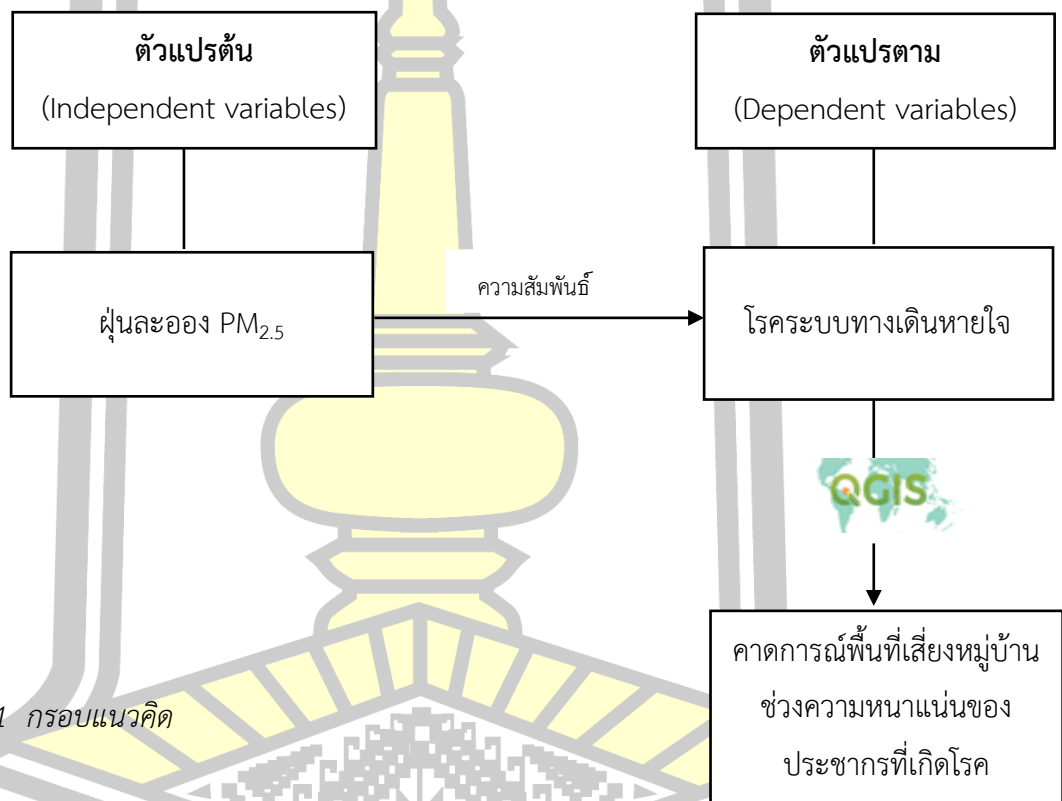 ตัวแปรต้น
(Independent variables)
ตัวแปรตาม
(Dependent variables)
ฝุ่นละออง PM2.5
ความสัมพันธ์
โรคระบบทางเดินหายใจ
QGIS
คาดการณ์พื้นที่เสี่ยงหมู่บ้าน
ช่วงความหนาแน่นของ
ประชากรที่เกิดโรค
1 กรอบแนวคิด